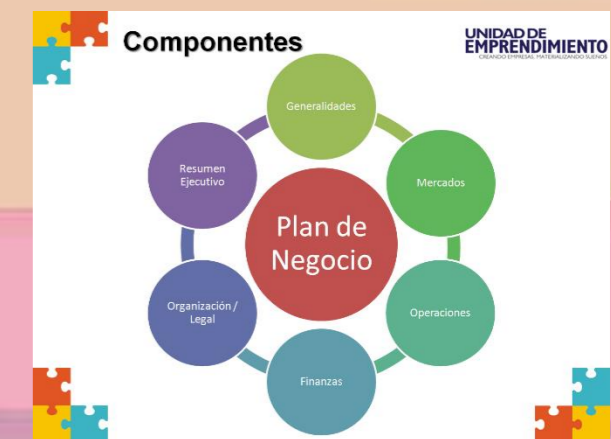 Componentes
UNIDAD DE
EMPRENDIMIENTO
CREANDO EMPRESAS, MATERIALIZANDO SUEÑOS
Generalidades
Mercados
Operaciones
Finanzas
Organización /
Legal
Resumen
Ejecutivo
Plan de
Negocio